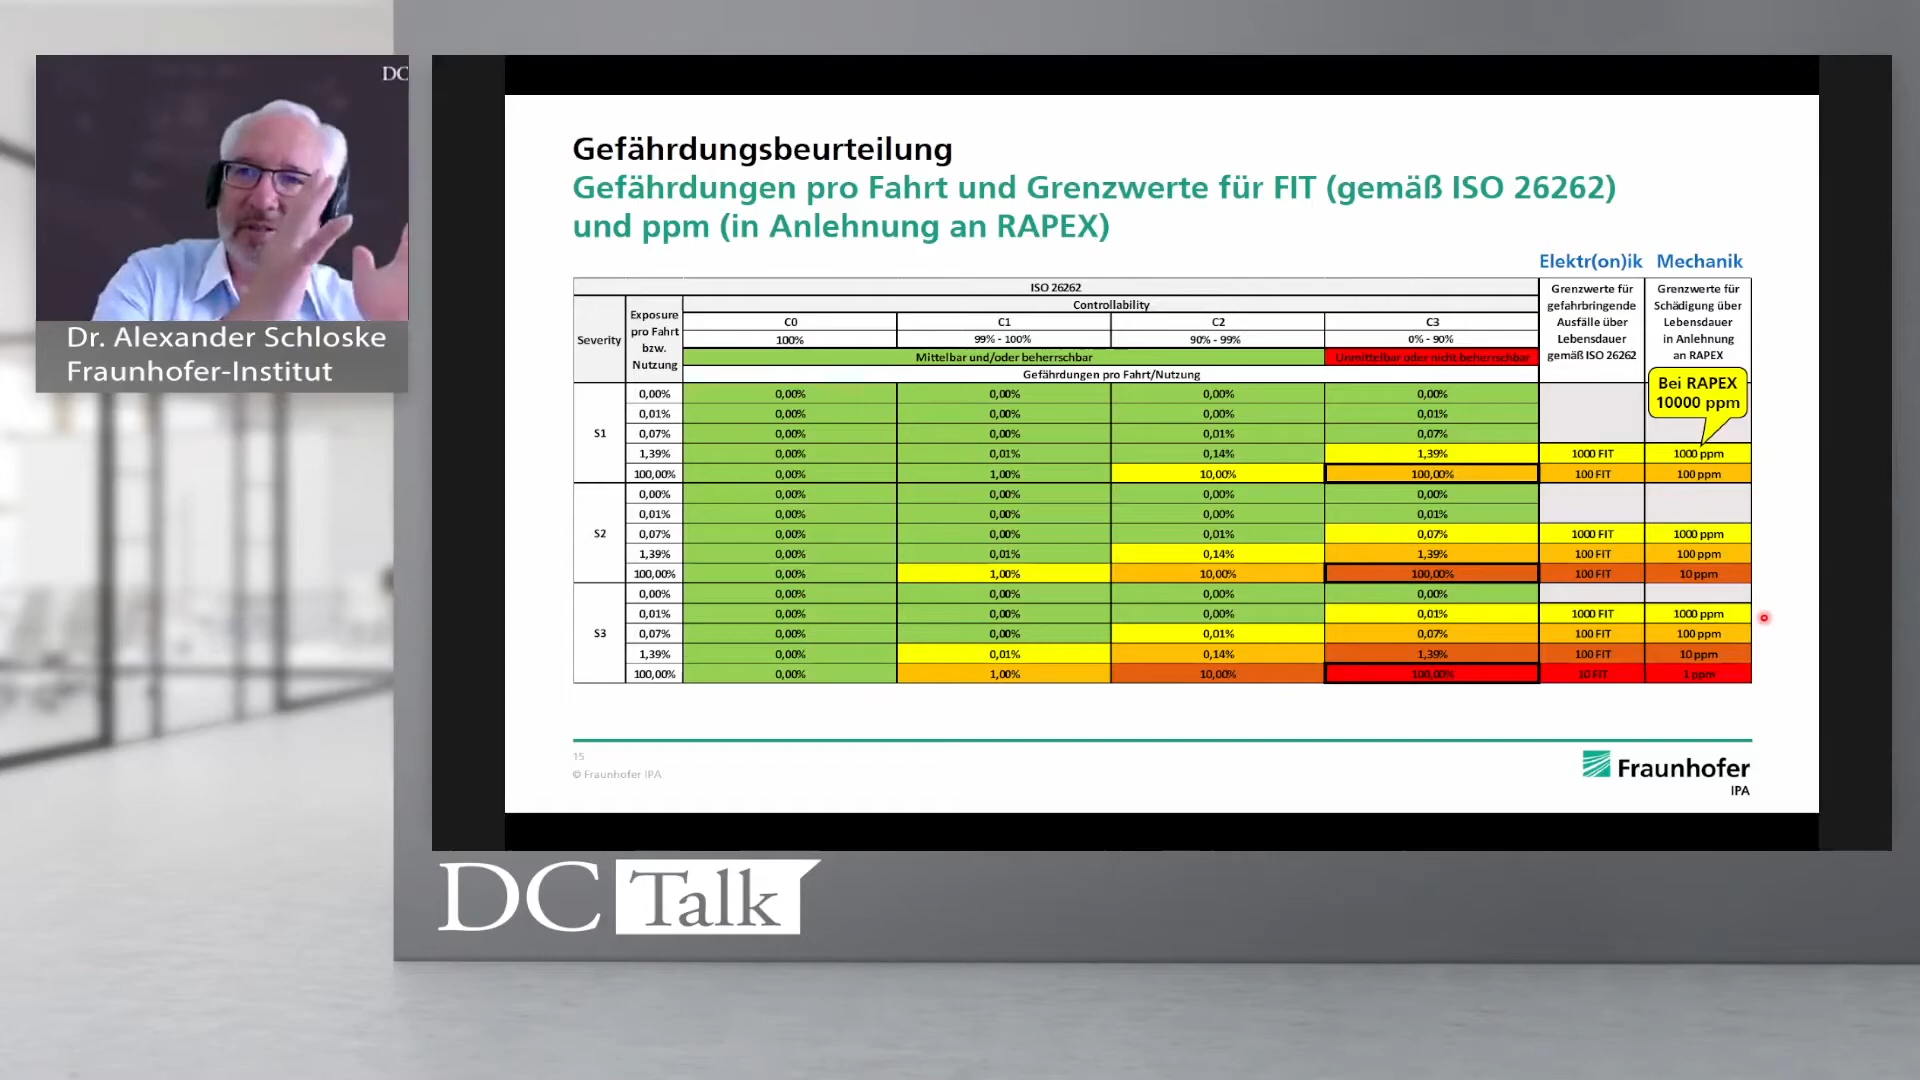 DC
Dr. Alexander Schloske
Fraunhofer-Institut
Gefährdungsbeurteilung
Gefährdungen pro Fahrt und Grenzwerte für FIT (gemäß ISO 26262)
und ppm (in Anlehnung an RAPEX)
Elektr(on)ik Mechanik
ISO 26262
Controllability
Severity
Exposure
pro Fahrt
bzw.
Nutzung
C0 C1 C2 C3
100% 99% - 100% 90% - 99% 0% - 90%
Mittelbar und/oder beherrschbar Unmittelbar oder nicht beherrschbar
Gefährdungen pro Fahrt/Nutzung
Grenzwerte für
gefahrbringende
Ausfälle über
Lebensdauer
gemäß ISO 26262
Grenzwerte für
Schädigung über
Lebensdauer
in Anlehnung
an RAPEX
Bei RAPEX
10000 ppm
S1
0,00% 0,00% 0,00% 0,00% 0,00%
0,01% 0,00% 0,00% 0,00% 0,01%
0,07% 0,00% 0,00% 0,01% 0,07%
1,39% 0,00% 0,01% 0,14% 1,39% 1000 FIT 1000 ppm
100,00% 0,00% 1,00% 10,00% 100,00% 100 FIT 100 ppm
S2
0,00% 0,00% 0,00% 0,00% 0,00%
0,01% 0,00% 0,00% 0,00% 0,01%
0,07% 0,00% 0,00% 0,01% 0,07% 1000 FIT 1000 ppm
1,39% 0,00% 0,01% 0,14% 1,39% 100 FIT 100 ppm
100,00% 0,00% 1,00% 10,00% 100,00% 100 FIT 10 ppm
S3
0,00% 0,00% 0,00% 0,00% 0,00%
0,01% 0,00% 0,00% 0,00% 0,01% 1000 FIT 1000 ppm
0,07% 0,00% 0,00% 0,01% 0,07% 100 FIT 100 ppm
1,39% 0,00% 0,01% 0,14% 1,39% 100 FIT 10 ppm
100,00% 0,00% 1,00% 10,00% 100,00% 10 FIT 1 ppm
15
© Fraunhofer IPA
Fraunhofer
IPA
DC Talk